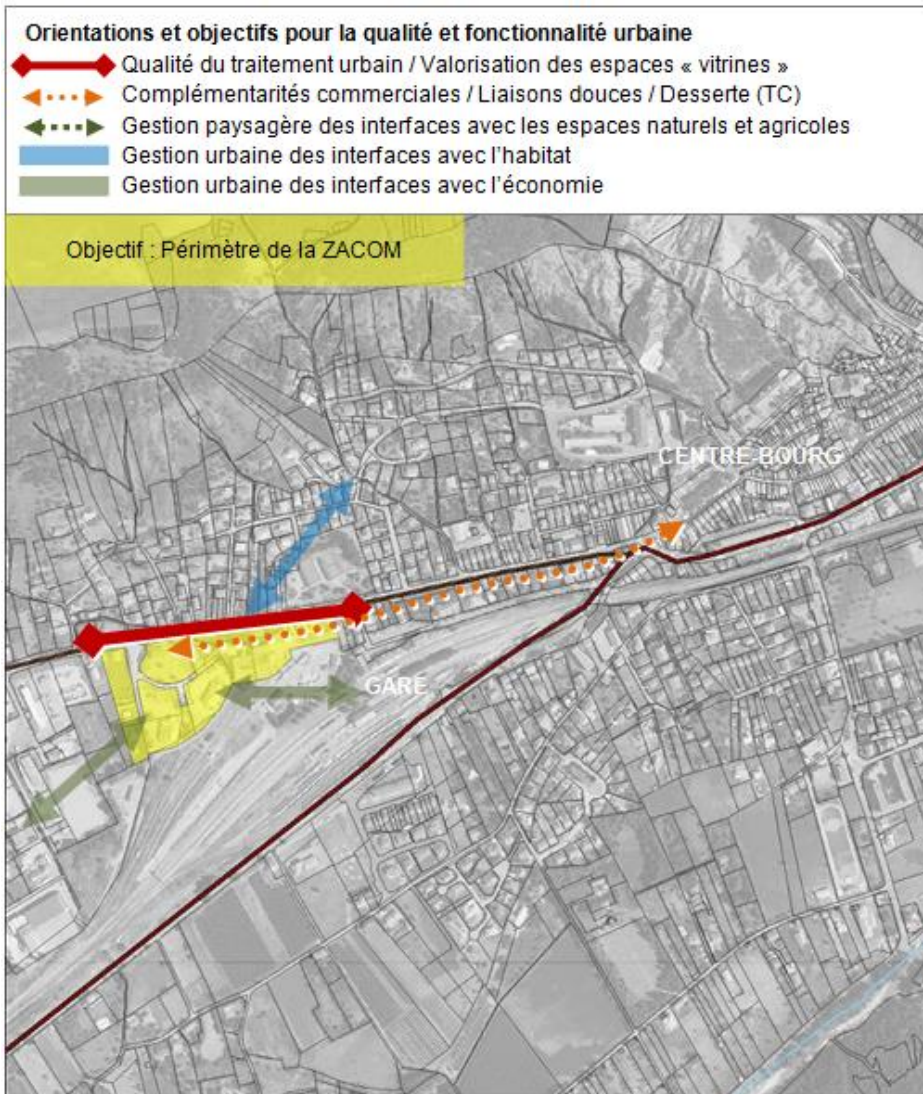 Orientations et objectifs pour la qualité et fonctionnalité urbaine
Qualité du traitement urbain / Valorisation des espaces « vitrines »
Complémentarités commerciales / Liaisons douces / Desserte (TC)
Gestion paysagère des interfaces avec les espaces naturels et agricoles
Gestion urbaine des interfaces avec l'habitat
Gestion urbaine des interfaces avec l'économie
Objectif : Périmètre de la ZACOM
CENTRE BOURG
GARE